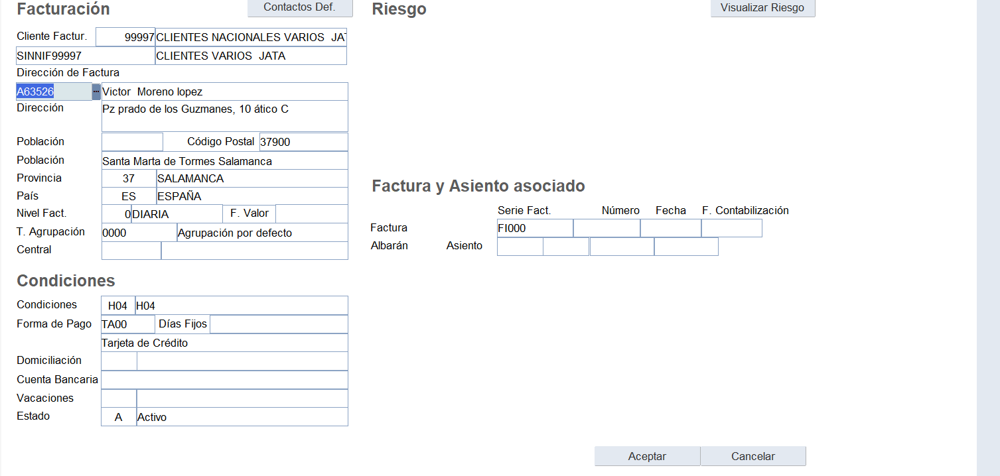 Facturación
Contactos Def.
Cliente Factur. 99997 CLIENTES NACIONALES VARIOS JA
SINNIF99997 CLIENTES VARIOS JATA
Dirección de Factura
A63526 ... Victor Moreno lopez
Dirección Pz prado de los Guzmanes, 10 ático C
Población Código Postal 37900
Población Santa Marta de Tormes Salamanca
Provincia 37 SALAMANCA
País ES ESPAÑA
Nivel Fact. 0 DIARIA F. Valor
T. Agrupación 0000 Agrupación por defecto
Central
Condiciones
Condiciones H04 H04
Forma de Pago TA00 Días Fijos
Tarjeta de Crédito
Domiciliación
Cuenta Bancaria
Vacaciones
Estado A Activo
Riesgo
Visualizar Riesgo
Factura y Asiento asociado
Serie Fact. Número Fecha F. Contabilización
Factura FI000
Albarán Asiento
Aceptar Cancelar